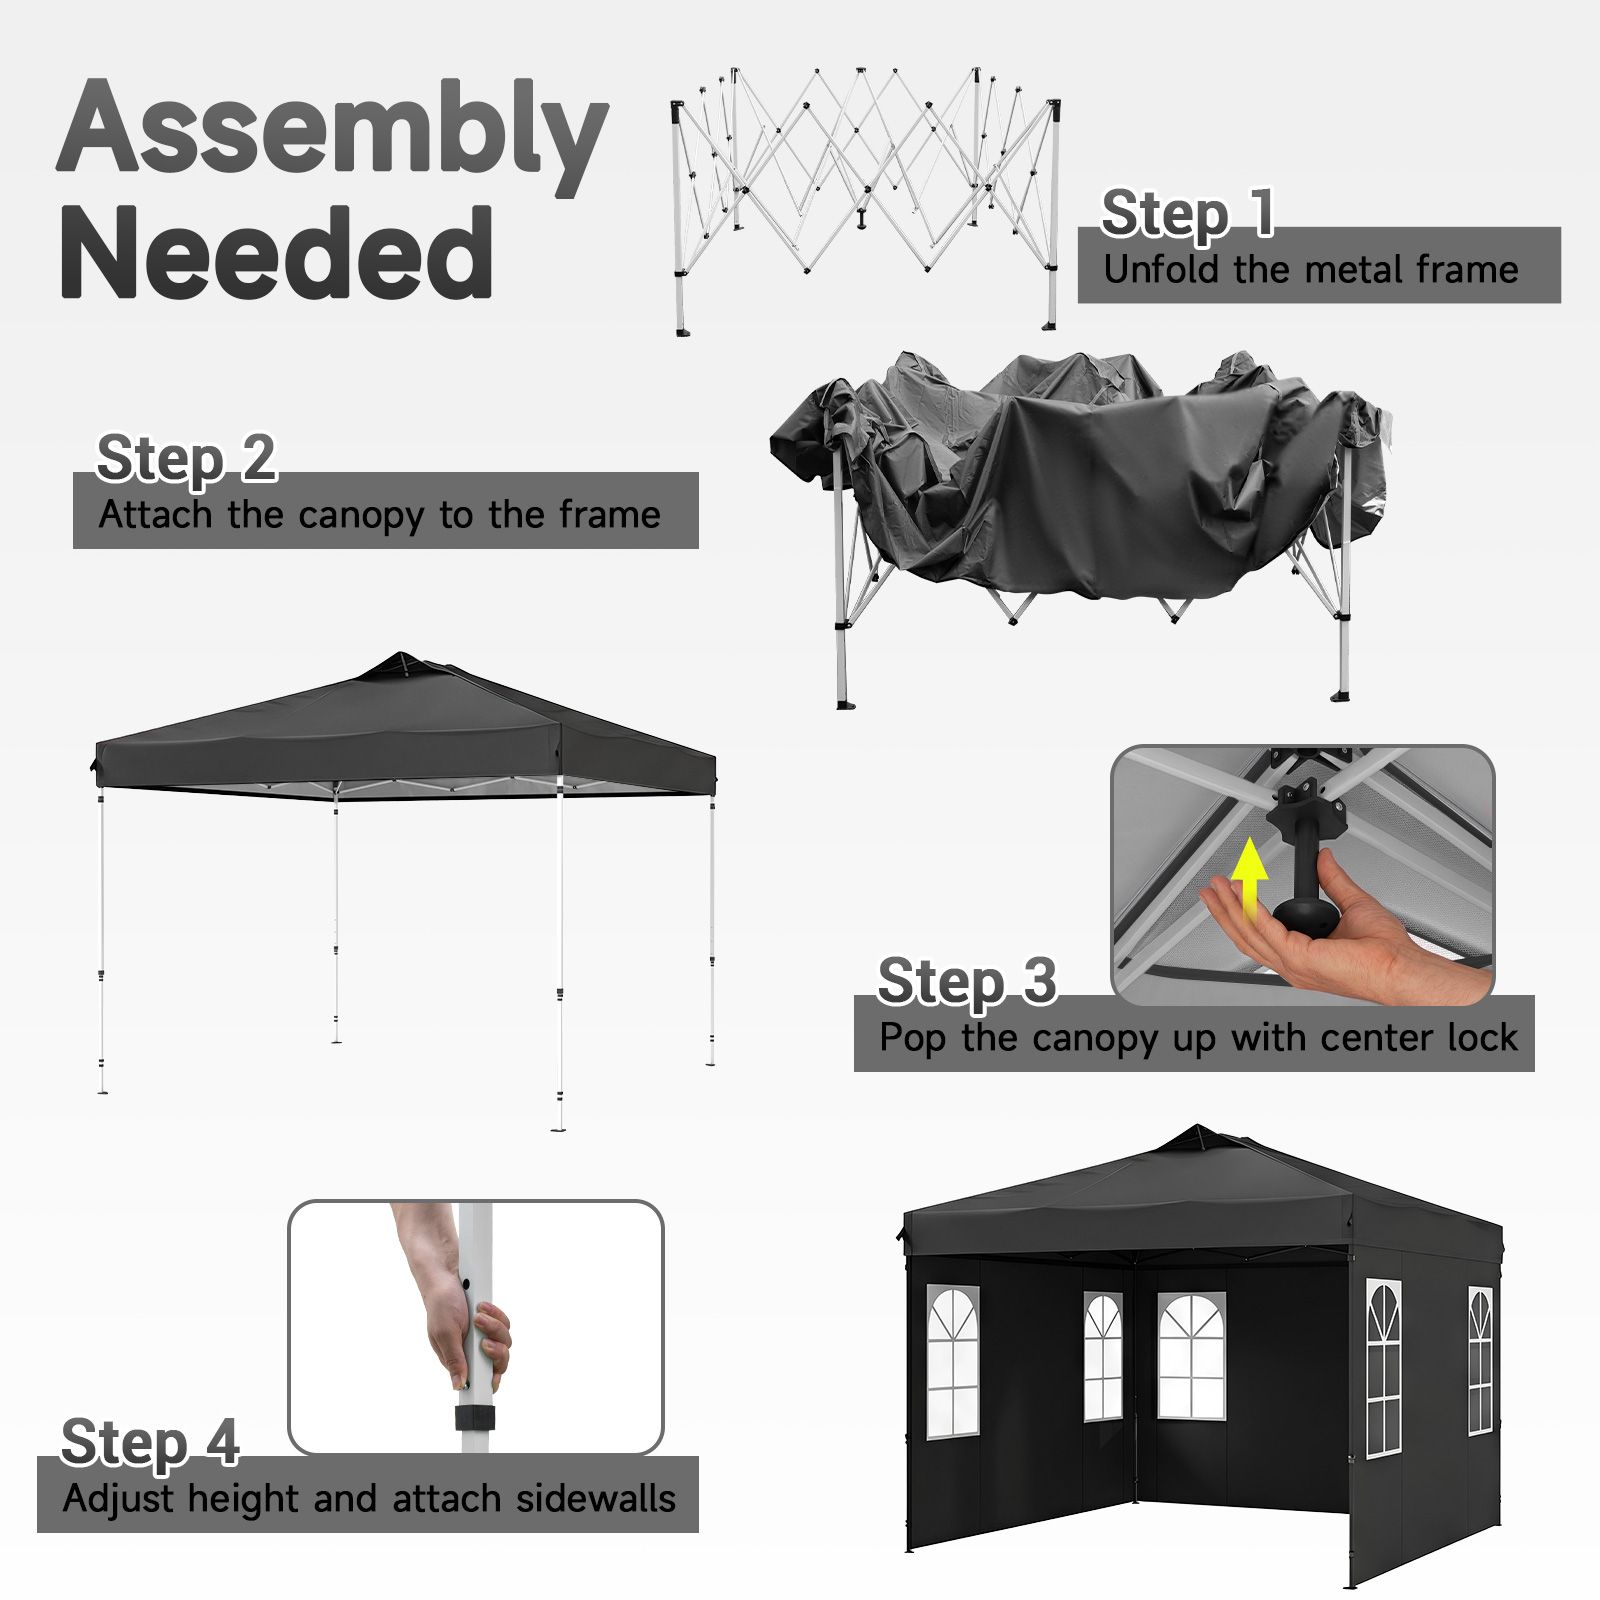 Assembly
Needed
Step 1
Unfold the metal frame
Step 2
Attach the canopy to the frame
Step 3
Pop the canopy up with center lock
Step 4
Adjust height and attach sidewalls